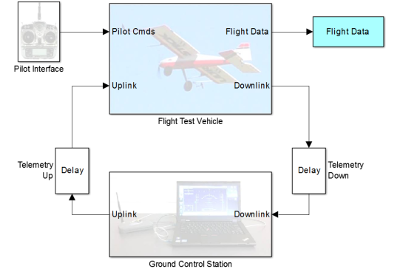 Pilot Cmds
Flight Data
Flight Data
Pilot Interface
Uplink
Downlink
Flight Test Vehicle
Telemetry
Up
Delay
Delay
Telemetry
Down
Uplink
Downlink
Ground Control Station